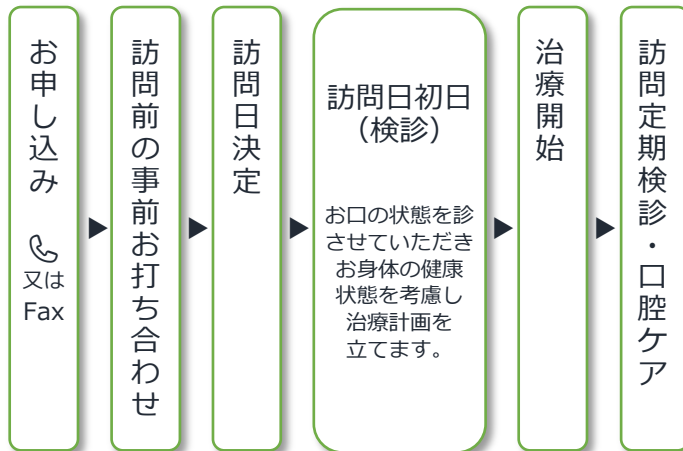 お申し込み
又は
Fax
訪問前の事前お打ち合わせ
訪問日決定
訪問日初日
(検診)
お口の状態を診
させていただき
お身体の健康
状態を考慮し
治療計画を
立てます。
治療開始
訪問定期検診・口腔ケア